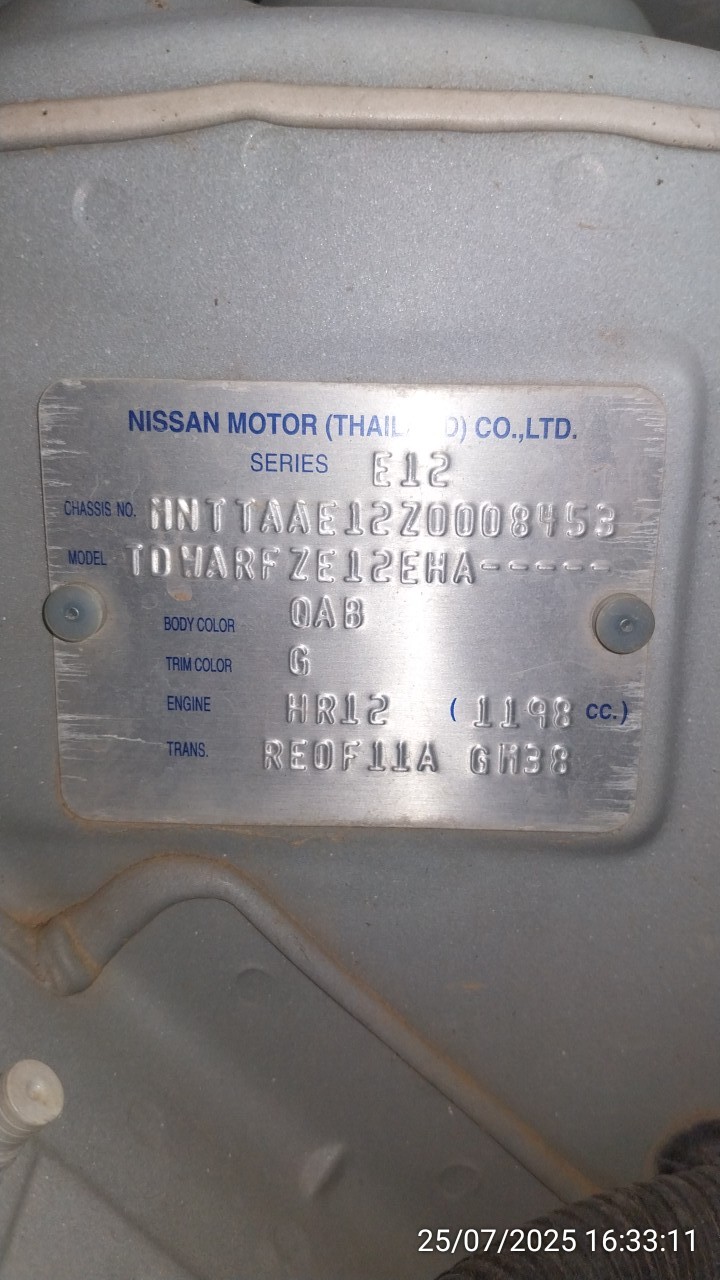 NISSAN MOTOR (THAILAND) CO.,LTD.
SERIES E12
CHASSIS NO. MNTTAAE12Z0008453
MODEL TDWARFZE12EHA-----
BODY COLOR QAB
TRIM COLOR G
ENGINE HR12 ( 1198 CC.)
TRANS. RE0F11A GM38
25/07/2025 16:33:11